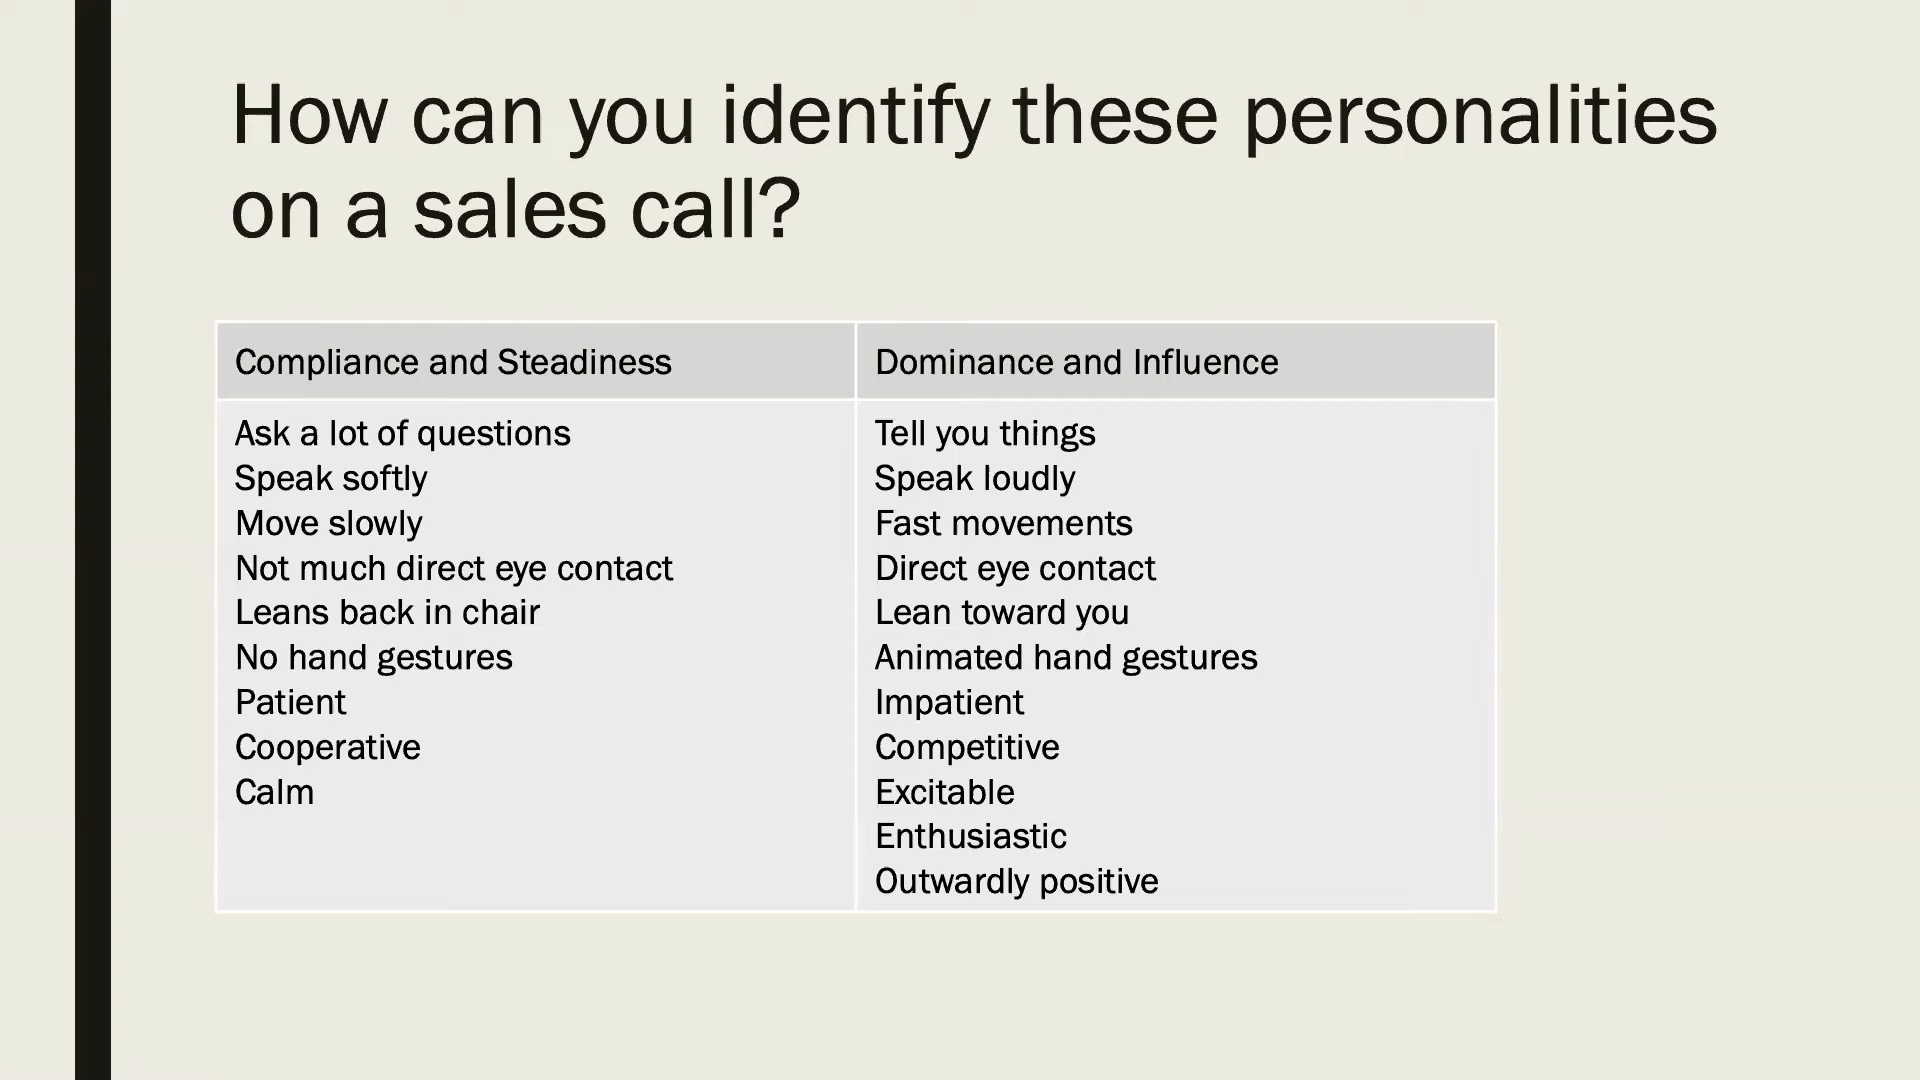 How can you identify these personalities
on a sales call?
Compliance and Steadiness
Ask a lot of questions
Speak softly
Move slowly
Not much direct eye contact
Leans back in chair
No hand gestures
Patient
Cooperative
Calm
Dominance and Influence
Tell you things
Speak loudly
Fast movements
Direct eye contact
Lean toward you
Animated hand gestures
Impatient
Competitive
Excitable
Enthusiastic
Outwardly positive